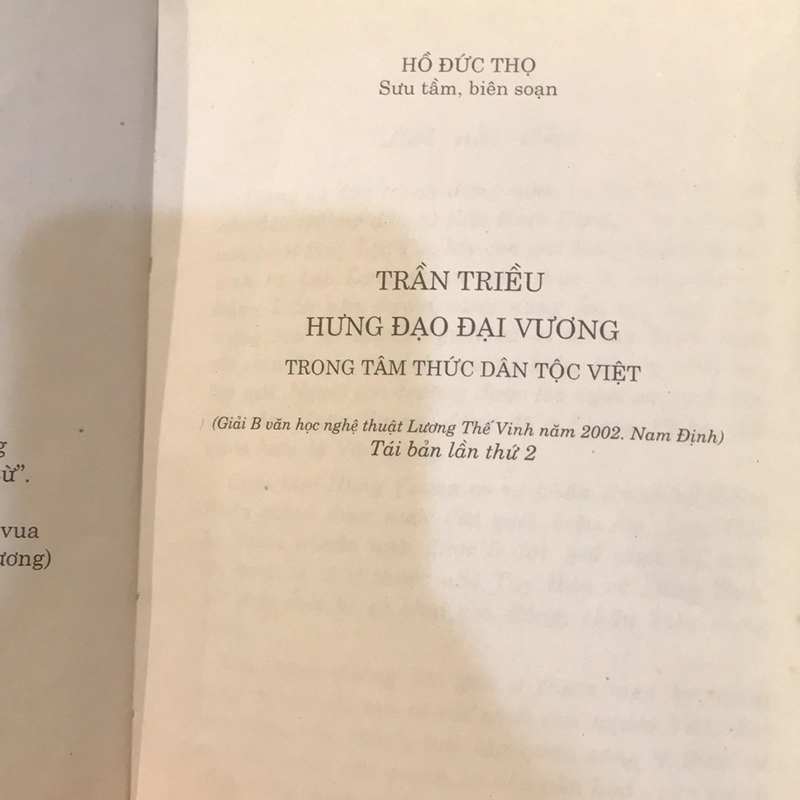 HỒ ĐỨC THỌ
Sưu tầm, biên soạn
TRẦN TRIỀU
HƯNG ĐẠO ĐẠI VƯƠNG
TRONG TÂM THỨC DÂN TỘC VIỆT
(Giải B văn học nghệ thuật Lương Thế Vinh năm 2002. Nam Định)
Tái bản lần thứ 2
vua